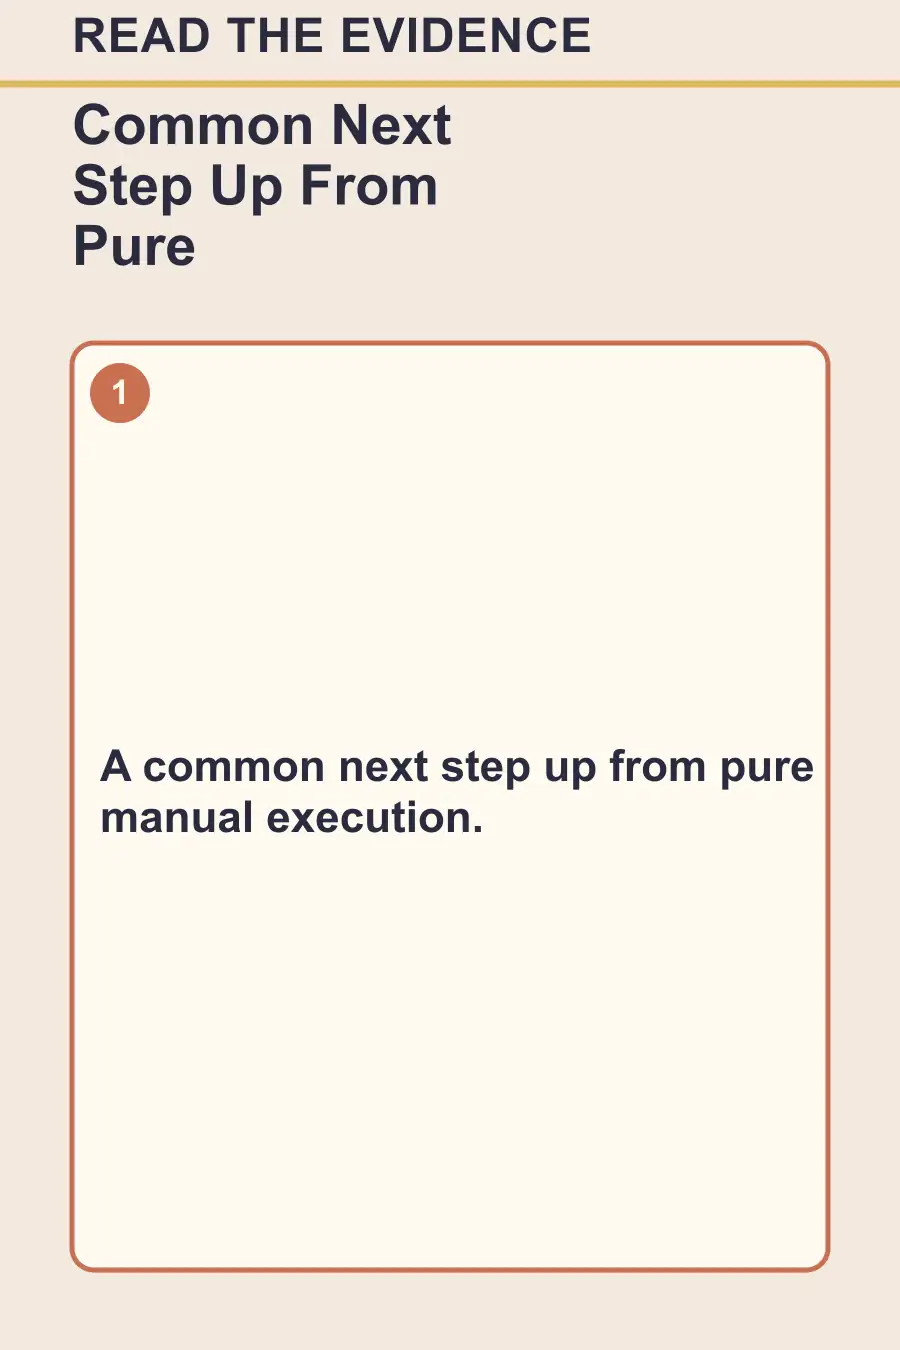 READ THE EVIDENCE
Common Next
Step Up From
Pure
1
A common next step up from pure
manual execution.